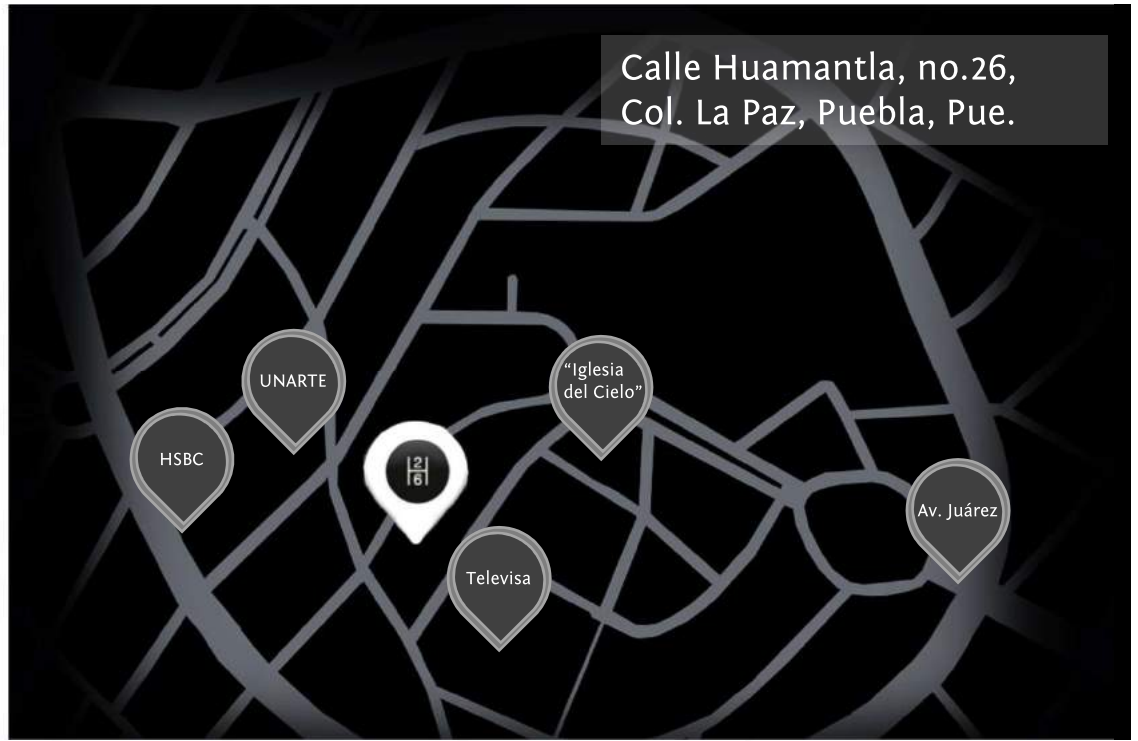 Calle Huamantla, no.26,
Col. La Paz, Puebla, Pue.
“Iglesia
del Cielo”
UNARTE
HSBC
2
6
Av. Juárez
Televisa